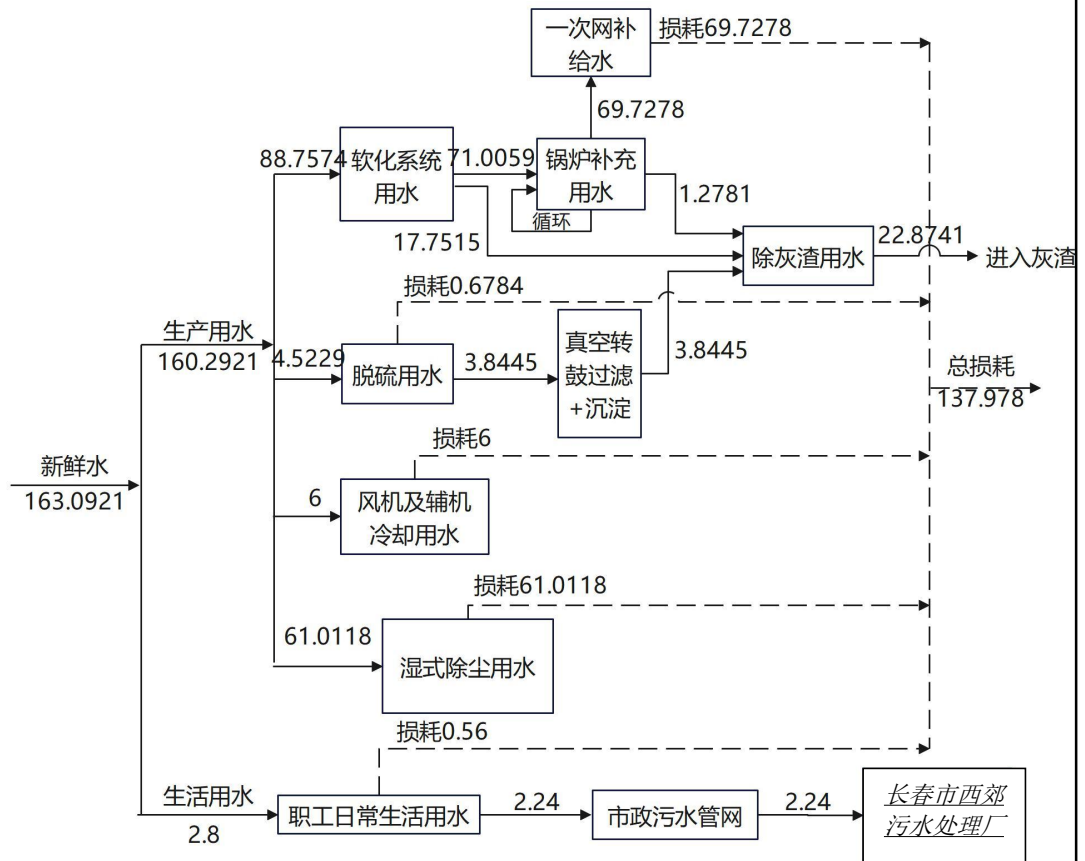 一次网补
给水
损耗69.7278
69.7278
88.7574
软化系统
用水
71.0059
锅炉补充
用水
循环
1.2781
17.7515
除灰渣用水
22.8741
进入灰渣
损耗0.6784
生产用水
160.2921
4.5229
脱硫用水
3.8445
真空转
鼓过滤
+沉淀
3.8445
总损耗
137.978
损耗6
新鲜水
163.0921
6
风机及辅机
冷却用水
损耗61.0118
61.0118
湿式除尘用水
损耗0.56
生活用水
2.8
职工日常生活用水
2.24
市政污水管网
2.24
长春市西郊
污水处理厂